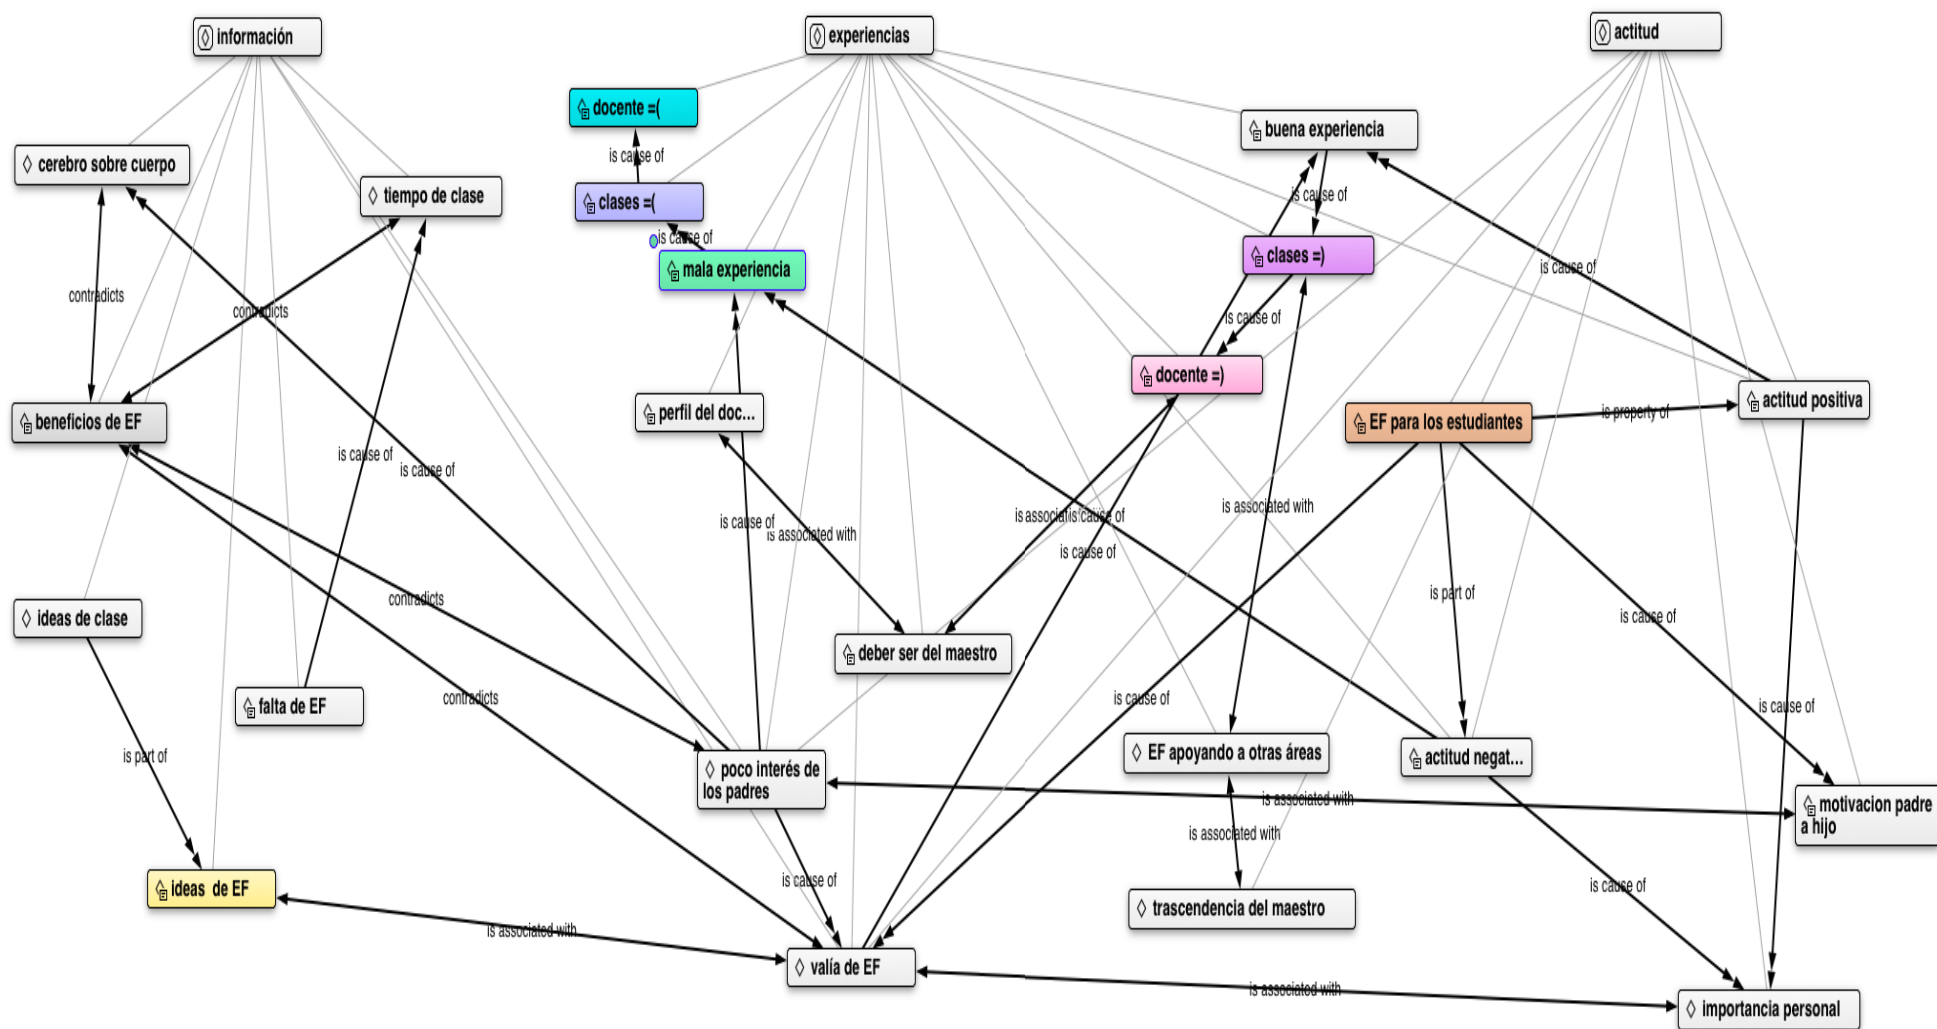 información
experiencias
actitud
docente =(
buena experiencia
is cause of
cerebro sobre cuerpo
tiempo de clase
clases =(
is cause of
is cause of
clases =)
mala experiencia
is cause of
contradicts
contradicts
is cause of
docente =)
actitud positiva
perfil del doc...
is property of
beneficios de EF
EF para los estudiantes
is cause of
is cause of
is associated with
is cause of
is associated with
is cause of
is cause of
is part of
contradicts
is cause of
ideas de clase
deber ser del maestro
contradicts
is cause of
falta de EF
is cause of
is part of
EF apoyando a otras áreas
actitud negat...
poco interés de
los padres
is associated with
motivacion padre
a hijo
is associated with
is cause of
is cause of
ideas de EF
trascendencia del maestro
is associated with
valía de EF
is associated with
importancia personal